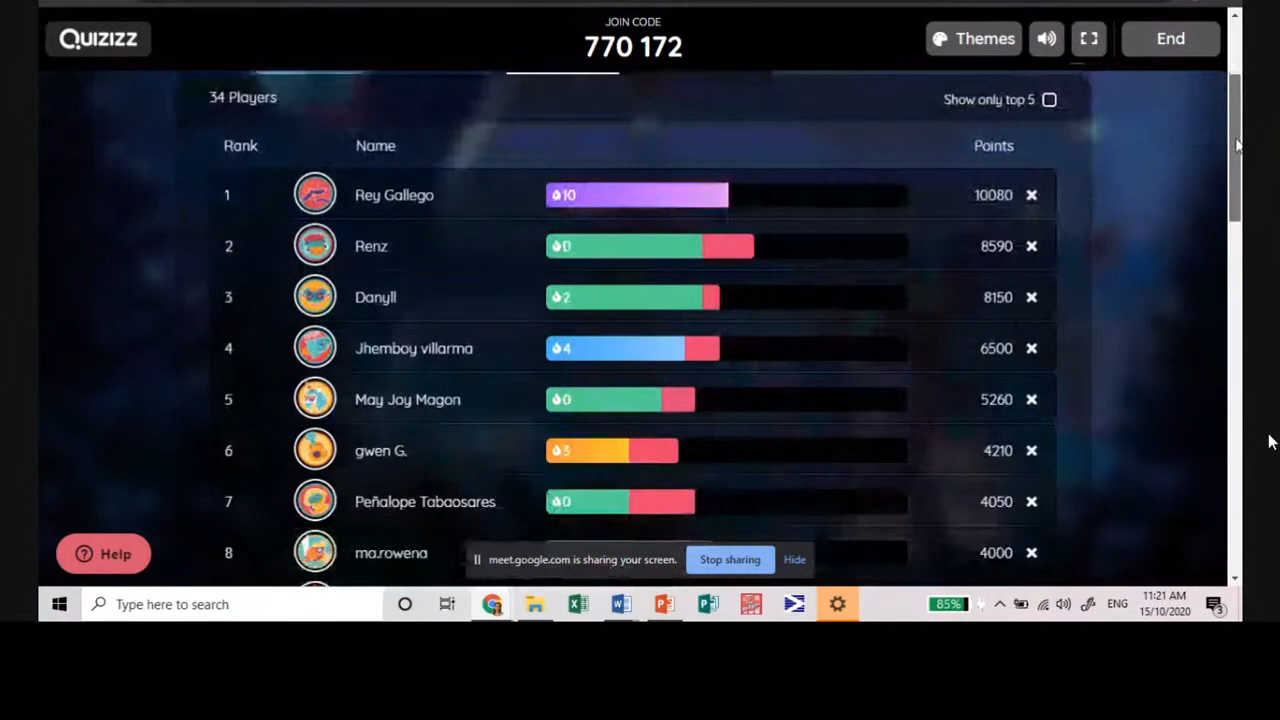 Quizizz
JOIN CODE
770 172
Themes
End
34 Players
Show only top 5
Rank Name Points
1 Rey Gallego 10 10080
2 Renz 0 8590
3 Danyll 2 8150
4 Jhemboy villarma 4 6500
5 May Joy Magon 0 5260
6 gwen G. 3 4210
7 Peñalope Tabaosares 0 4050
8 ma.rowena 4000
Help
meet.google.com is sharing your screen. Stop sharing Hide
Type here to search
85%
ENG
11:21 AM
15/10/2020
3